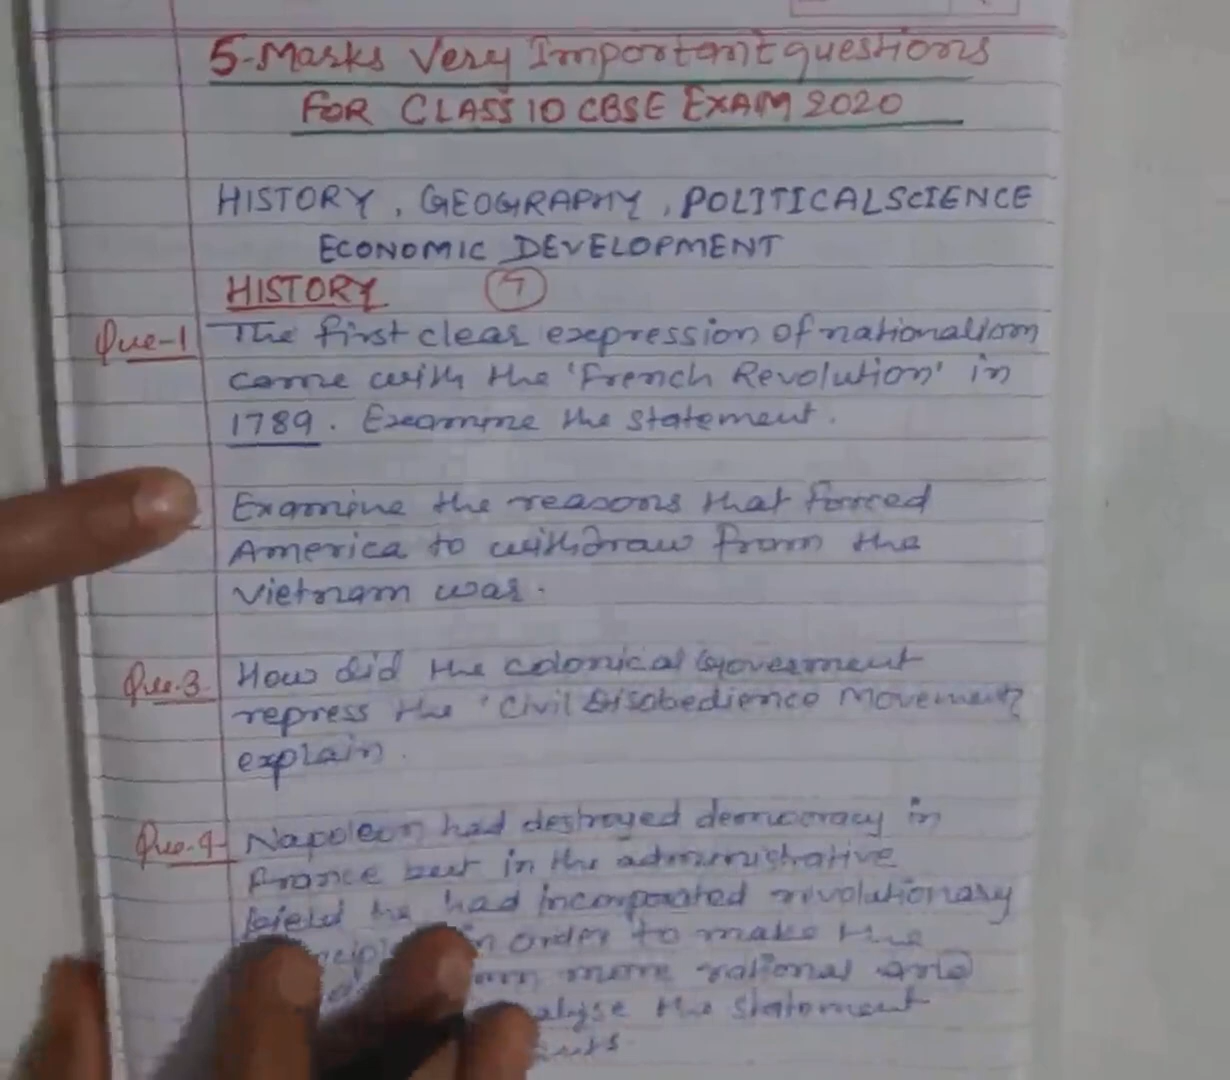 5-Marks Very Important questions
FOR CLASS 10 CBSE EXAM 2020
HISTORY, GEOGRAPHY, POLITICAL SCIENCE
ECONOMIC DEVELOPMENT
HISTORY 7
Que-1 The first clear expression of nationalism
came with the 'French Revolution' in
1789. Examine the statement.
Examine the reasons that forced
America to withdraw from the
Vietnam war.
Que.3 How did the colonical Government
repress the 'Civil Disobedience Movement
explain.
Que.4 Napoleon had destroyed democracy in
france but in the administrative
field he had incorporated revolutionary
in order to make the
more rational and
the statement